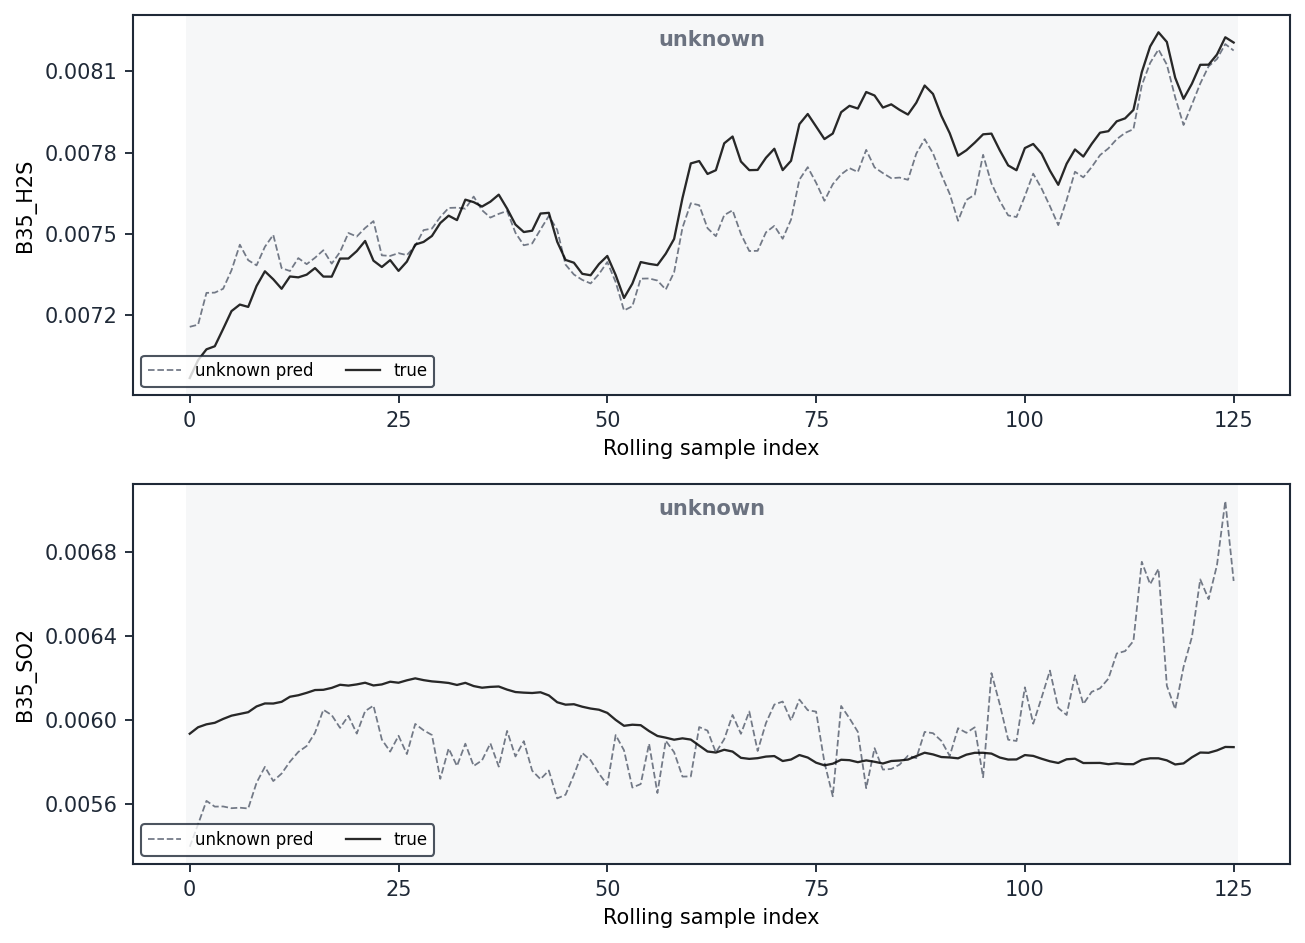 unknown
B35_H2S
0.0081
0.0078
0.0075
0.0072
unknown pred true
0 25 50 75 100 125
Rolling sample index
unknown
B35_SO2
0.0068
0.0064
0.0060
0.0056
unknown pred true
0 25 50 75 100 125
Rolling sample index